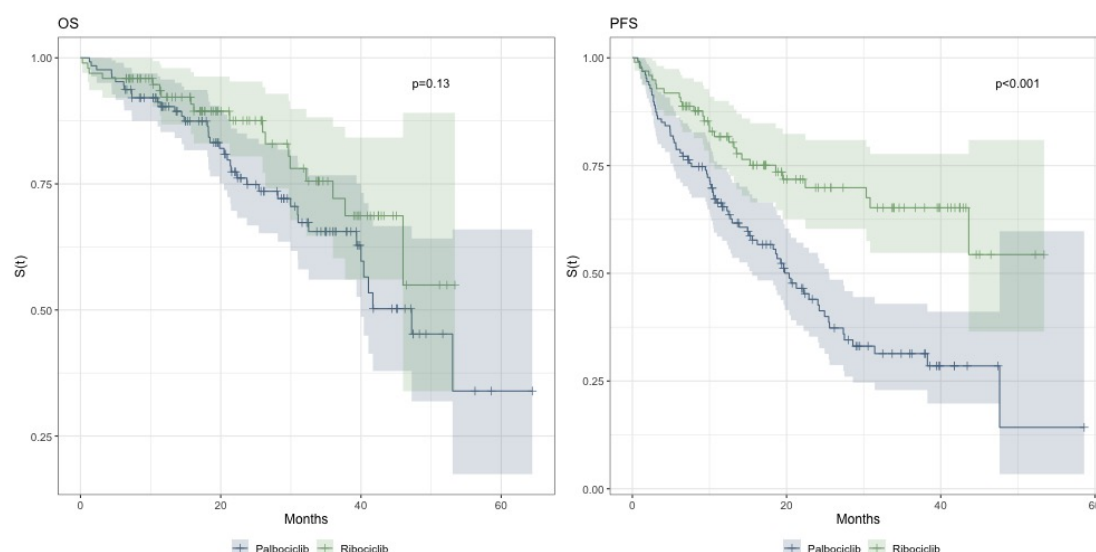 OS
1.00
0.75
0.50
0.25
S(t)
p=0.13
0
20
40
60
Months
Palbociclib
Ribociclib
PFS
1.00
0.75
0.50
0.25
0.00
S(t)
p<0.001
0
20
40
60
Months
Palbociclib
Ribociclib